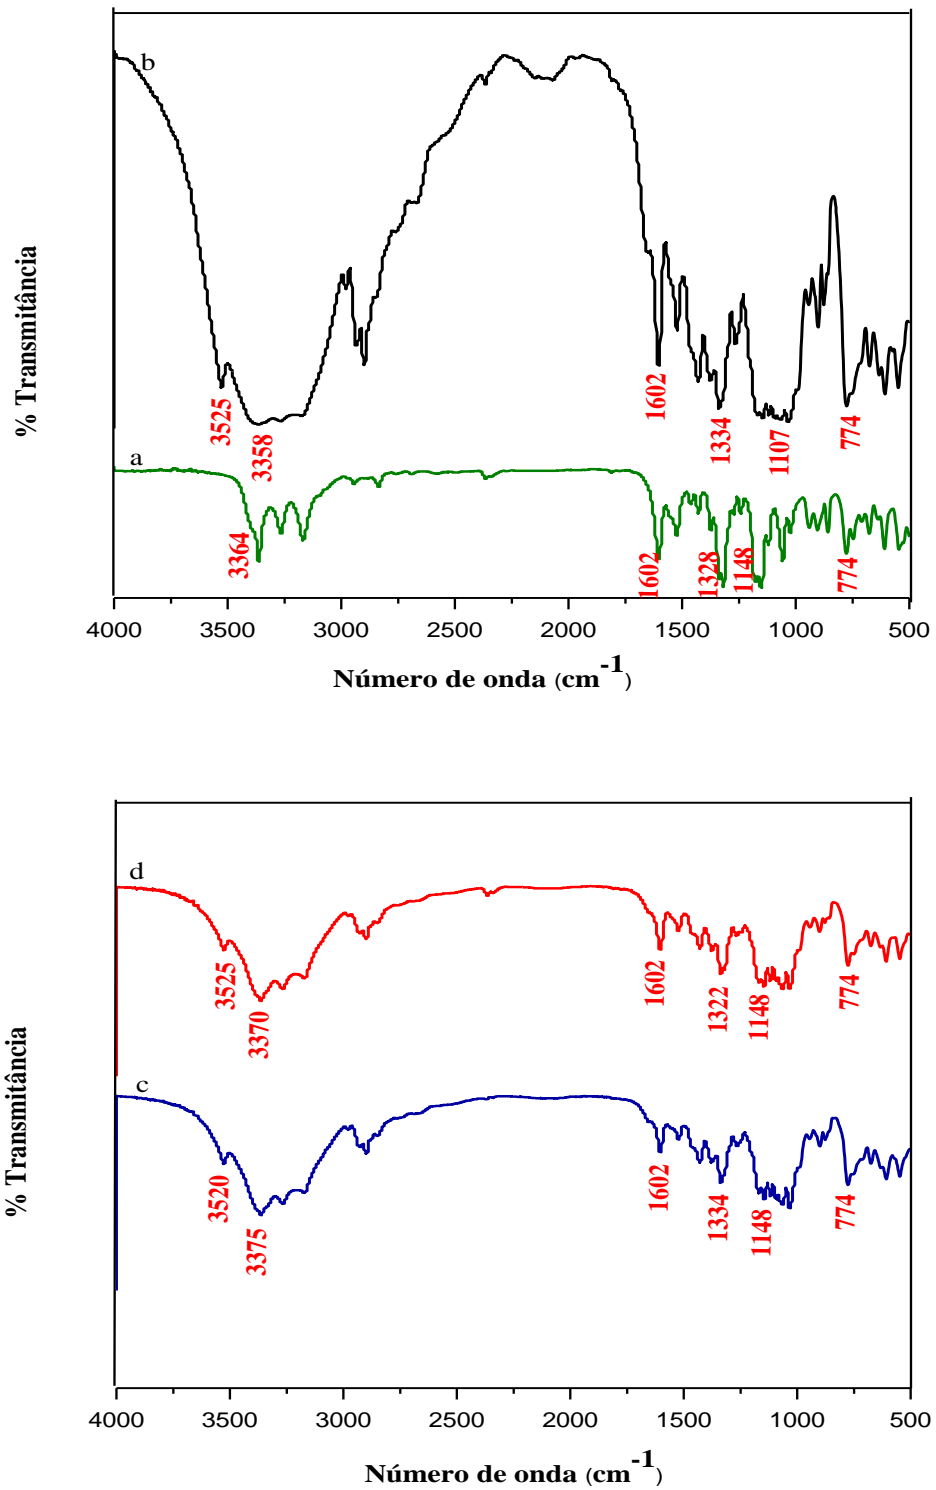 b
% Transmitância
3525
3358
1602
1334
1107
774
a
3364
1602
1328
1148
774
4000 3500 3000 2500 2000 1500 1000 500
Número de onda (cm-1)
d
3525
3370
1602
1322
1148
774
% Transmitância
c
3520
3375
1602
1334
1148
774
4000 3500 3000 2500 2000 1500 1000 500
Número de onda (cm-1)